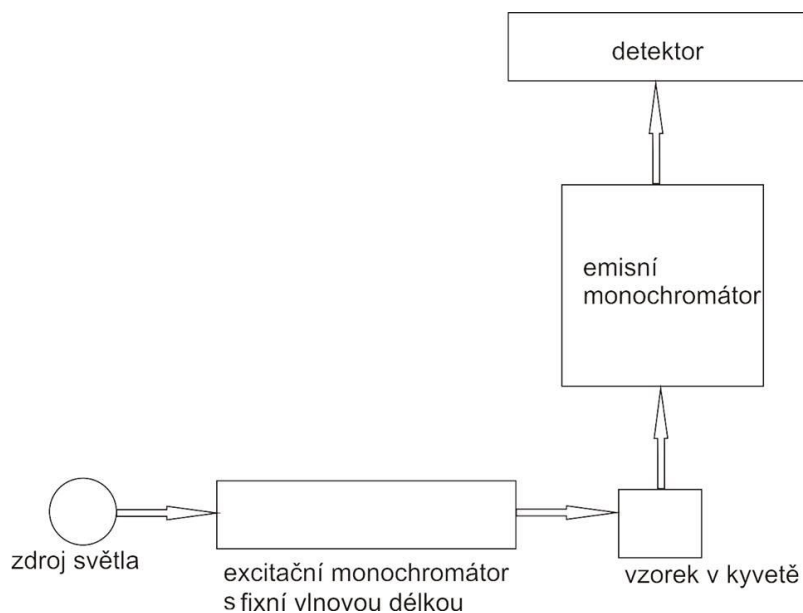 detektor
emisní
monochromátor
zdroj světla
excitační monochromátor
s fixní vlnovou délkou
vzorek v kyvetě